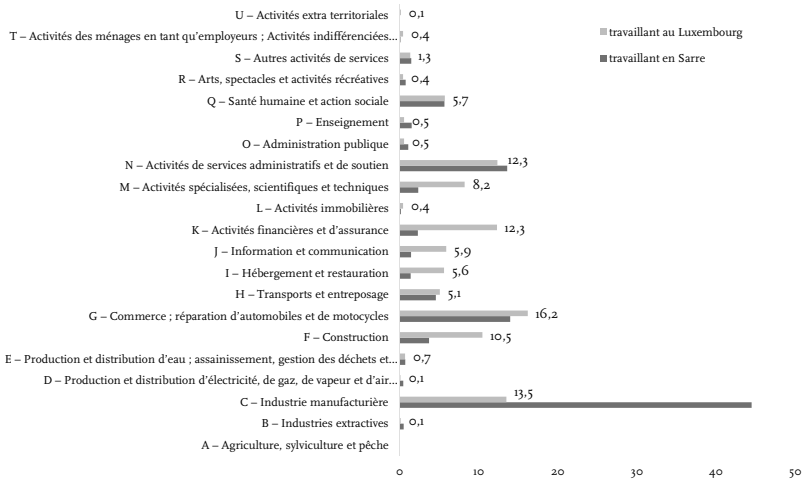 U – Activités extra territoriales 0,1
T – Activités des ménages en tant qu'employeurs ; Activités indifférenciées... 0,4
travaillant au Luxembourg
S – Autres activités de services 1,3
travaillant en Sarre
R – Arts, spectacles et activités récréatives 0,4
Q – Santé humaine et action sociale 5,7
P – Enseignement 0,5
O – Administration publique 0,5
N – Activités de services administratifs et de soutien 12,3
M – Activités spécialisées, scientifiques et techniques 8,2
L – Activités immobilières 0,4
K – Activités financières et d'assurance 12,3
J – Information et communication 5,9
I – Hébergement et restauration 5,6
H – Transports et entreposage 5,1
G – Commerce ; réparation d'automobiles et de motocycles 16,2
F – Construction 10,5
E – Production et distribution d'eau ; assainissement, gestion des déchets et... 0,7
D – Production et distribution d'électricité, de gaz, de vapeur et d'air... 0,1
C – Industrie manufacturière 13,5
B – Industries extractives 0,1
A – Agriculture, sylviculture et pêche
0 10 20 30 40 50